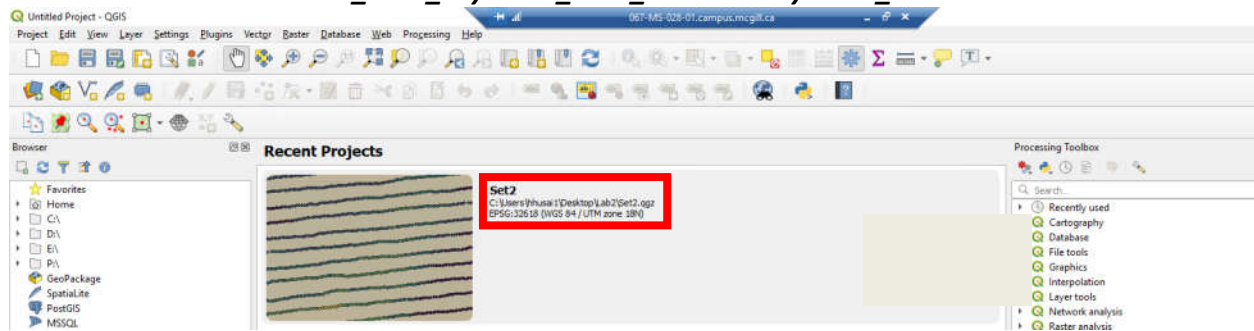 Untitled Project - QGIS
067-MS-028-01.campus.mcgill.ca
Project Edit View Layer Settings Plugins Vector Raster Database Web Processing Help
Browser
Recent Projects
Processing Toolbox
Favorites
Home
C:\
D:\
E:\
P:\
GeoPackage
SpatiaLite
PostGIS
MSSQL
Set2
C:\Users\hhusai1\Desktop\Lab2\Set2.qgz
EPSG:32618 (WGS 84 / UTM zone 18N)
Search...
Recently used
Cartography
Database
File tools
Graphics
Interpolation
Layer tools
Network analysis
Raster analysis